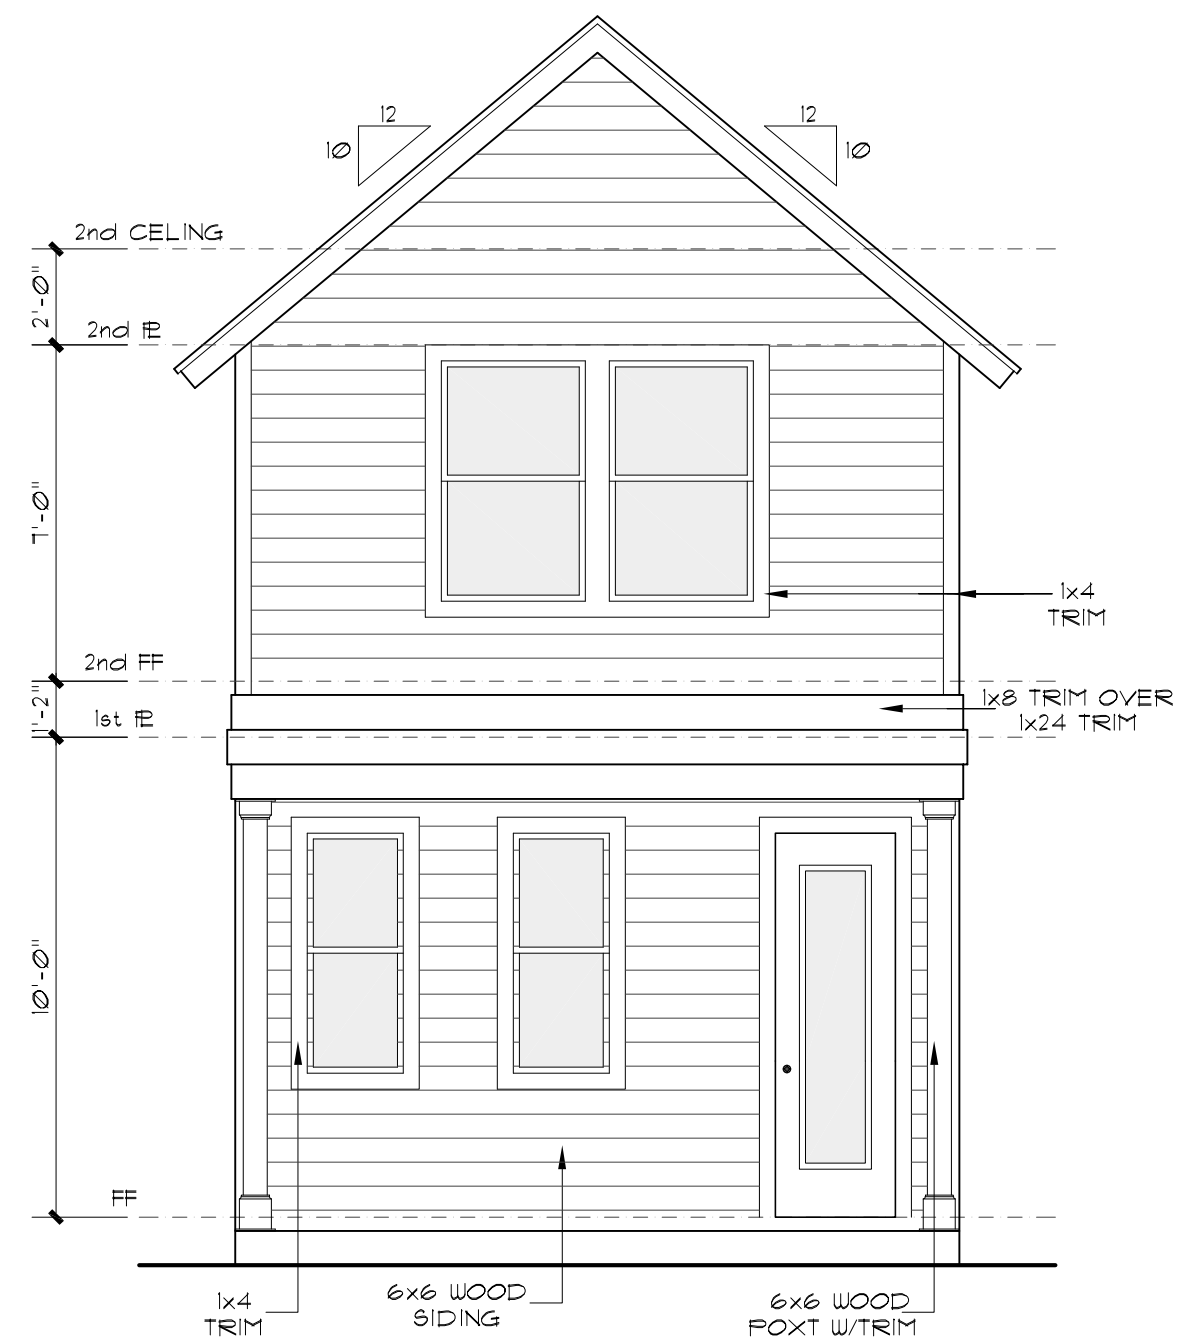 12
12
10
10
2nd CELING
2'-0"
2nd PL
7'-0"
1x4
TRIM
2nd FF
1'-2"
1x8 TRIM OVER
1x24 TRIM
1st PL
10'-0"
FF
1x4
TRIM
6x6 WOOD
SIDING
6x6 WOOD
POXT W/TRIM